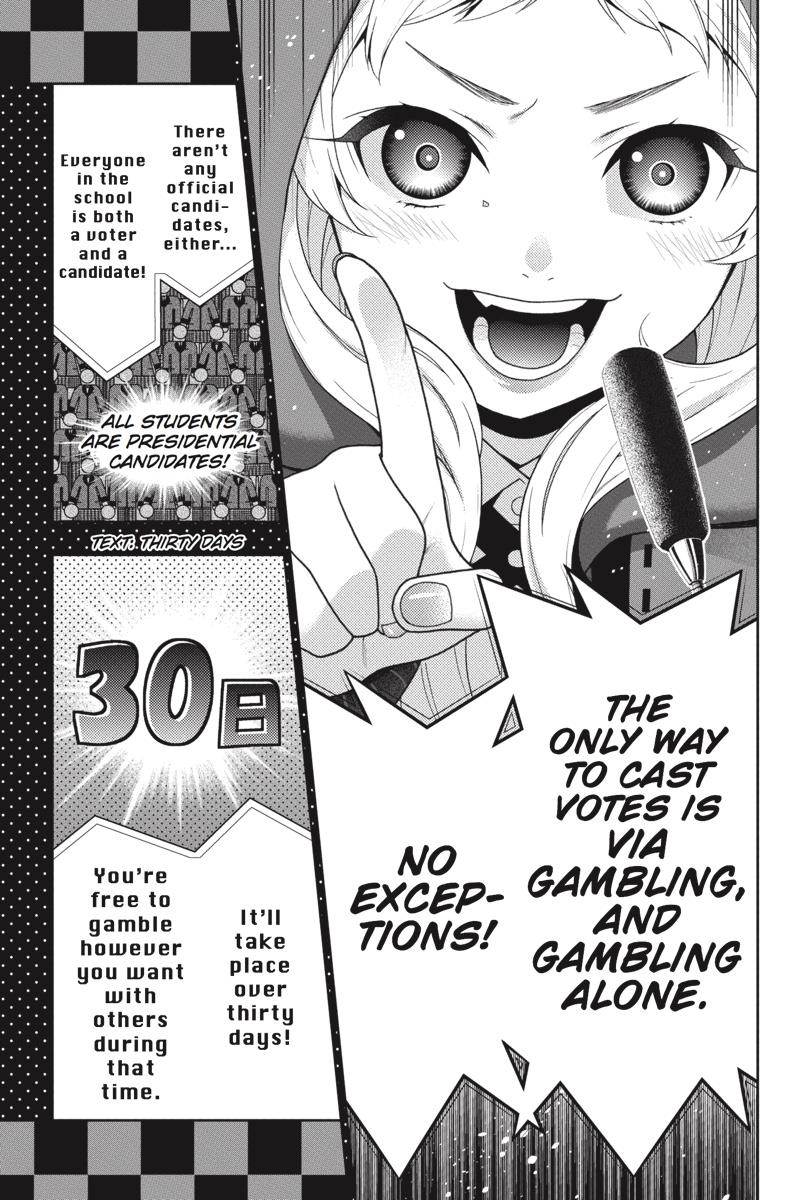 THE
ONLY WAY
TO CAST
VOTES IS
VIA
GAMBLING,
AND
GAMBLING
ALONE.
NO
EXCEP-
TIONS!
There
aren't
any
official
candi-
dates,
either...
Everyone
in the
school
is both
a voter
and a
candidate!
ALL STUDENTS
ARE PRESIDENTIAL
CANDIDATES!
TEXT: THIRTY DAYS
30日
It'll
take
place
over
thirty
days!
You're
free to
gamble
however
you want
with
others
during
that
time.